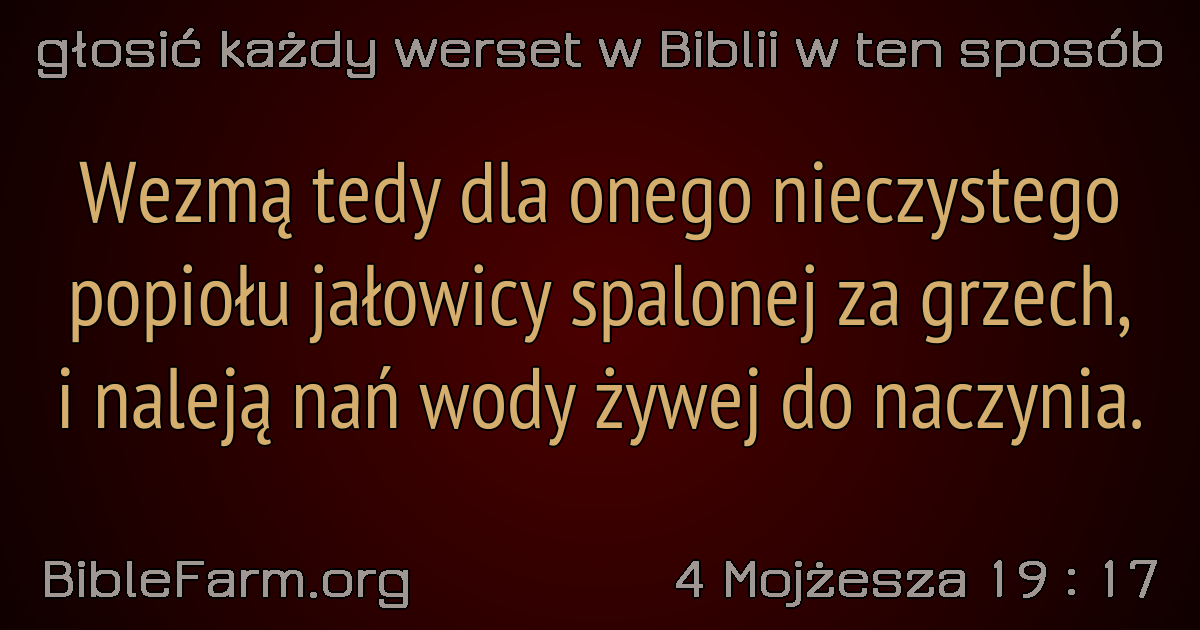 głosić każdy werset w Biblii w ten sposób
Wezmą tedy dla onego nieczystego
popiołu jałowicy spalonej za grzech,
i naleją nań wody żywej do naczynia.
BibleFarm.org
4 Mojżesza 19 : 17